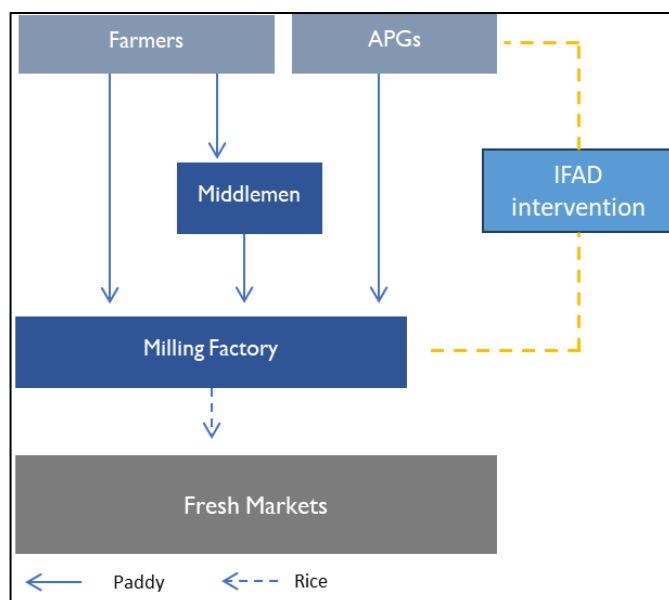 Farmers
APGs
Middlemen
IFAD
intervention
Milling Factory
Fresh Markets
Paddy
Rice